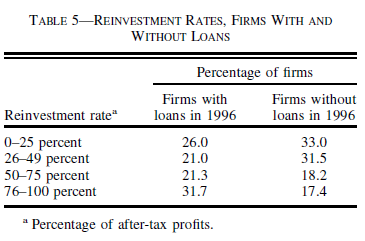 TABLE 5—REINVESTMENT RATES, FIRMS WITH AND
WITHOUT LOANS
Percentage of firms
Reinvestment rateᵃ Firms with loans in 1996 Firms without loans in 1996
0–25 percent 26.0 33.0
26–49 percent 21.0 31.5
50–75 percent 21.3 18.2
76–100 percent 31.7 17.4
ᵃ Percentage of after-tax profits.